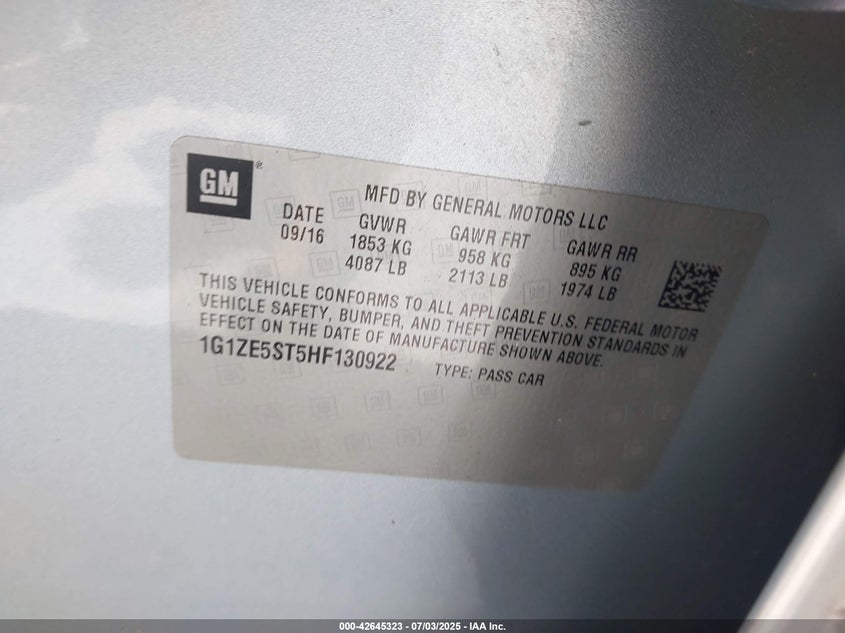 GM ®
MFD BY GENERAL MOTORS LLC
DATE GVWR GAWR FRT GAWR RR
09/16 1853 KG 958 KG 895 KG
4087 LB 2113 LB 1974 LB
THIS VEHICLE CONFORMS TO ALL APPLICABLE U.S. FEDERAL MOTOR
VEHICLE SAFETY, BUMPER, AND THEFT PREVENTION STANDARDS IN
EFFECT ON THE DATE OF MANUFACTURE SHOWN ABOVE.
1G1ZE5ST5HF130922 TYPE: PASS CAR
000-42645323 - 07/03/2025 - IAA Inc.